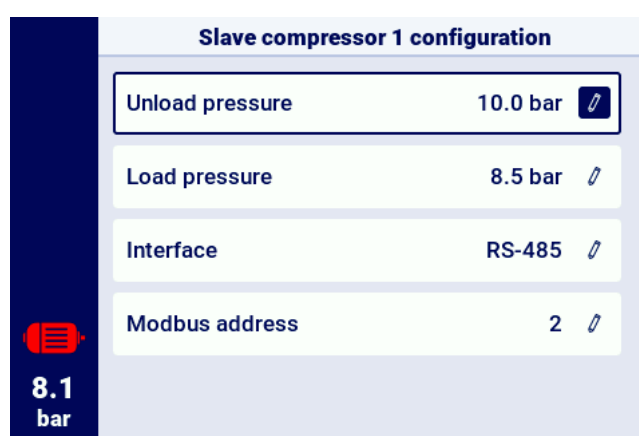 Slave compressor 1 configuration
Unload pressure 10.0 bar
Load pressure 8.5 bar
Interface RS-485
Modbus address 2
8.1
bar